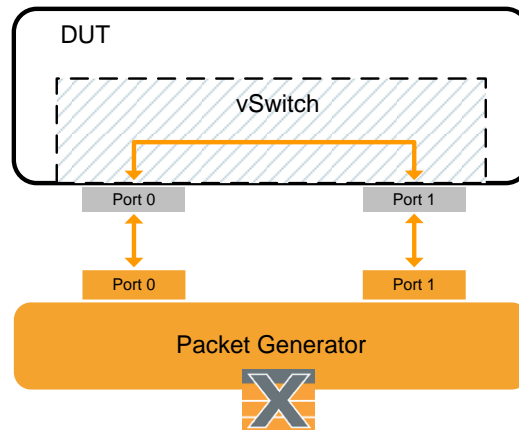 DUT
vSwitch
Port 0
Port 1
Port 0
Port 1
Packet Generator
X